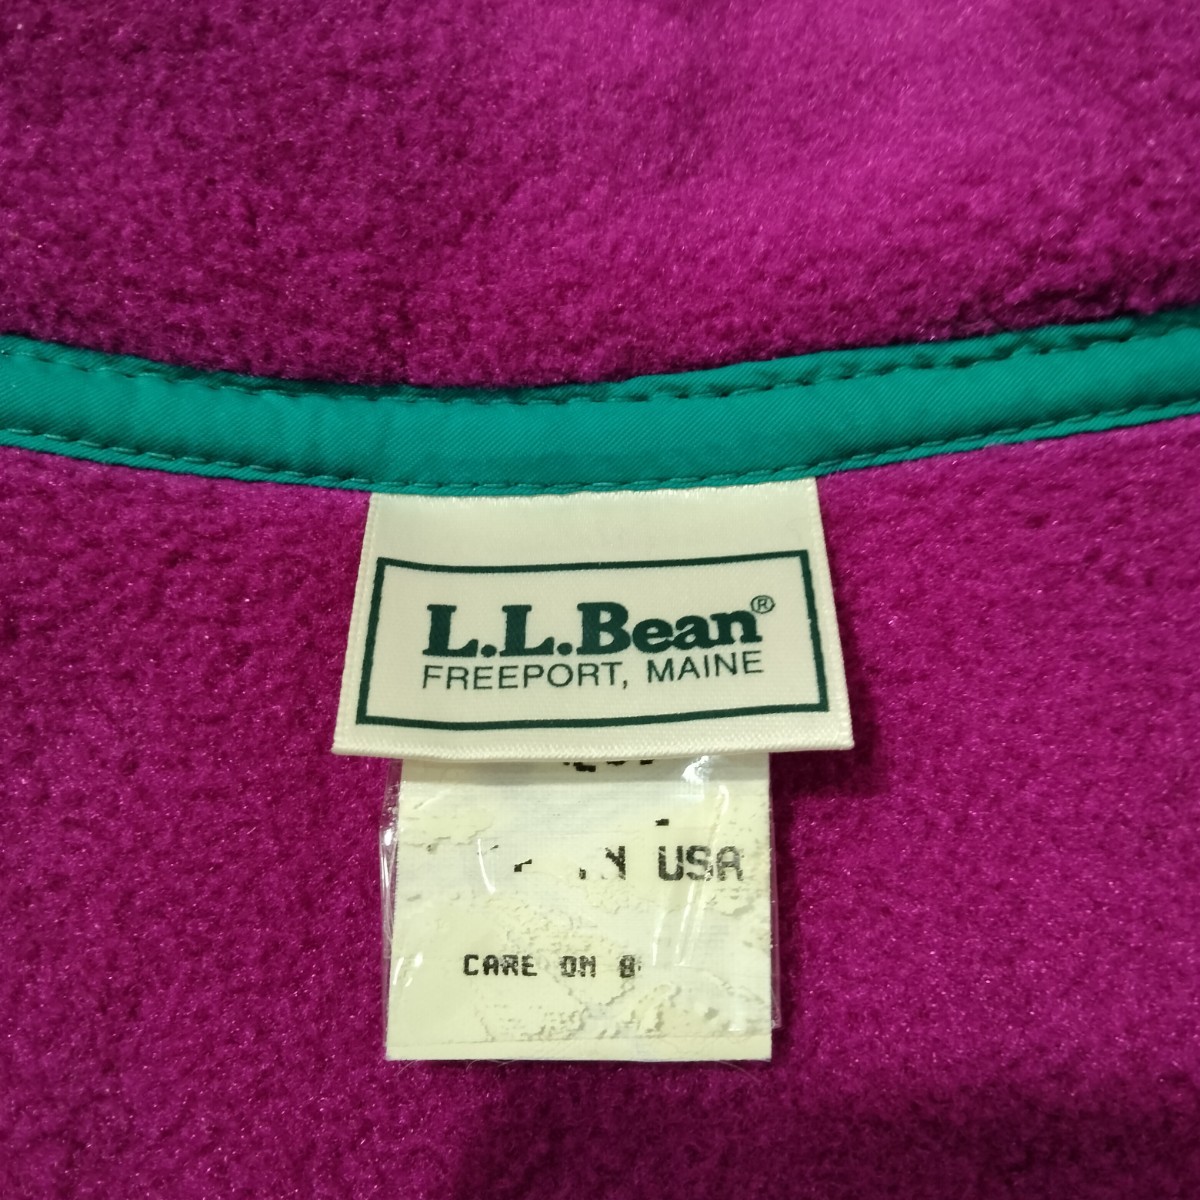 L.L.Bean®
FREEPORT, MAINE
USA
CARE ON